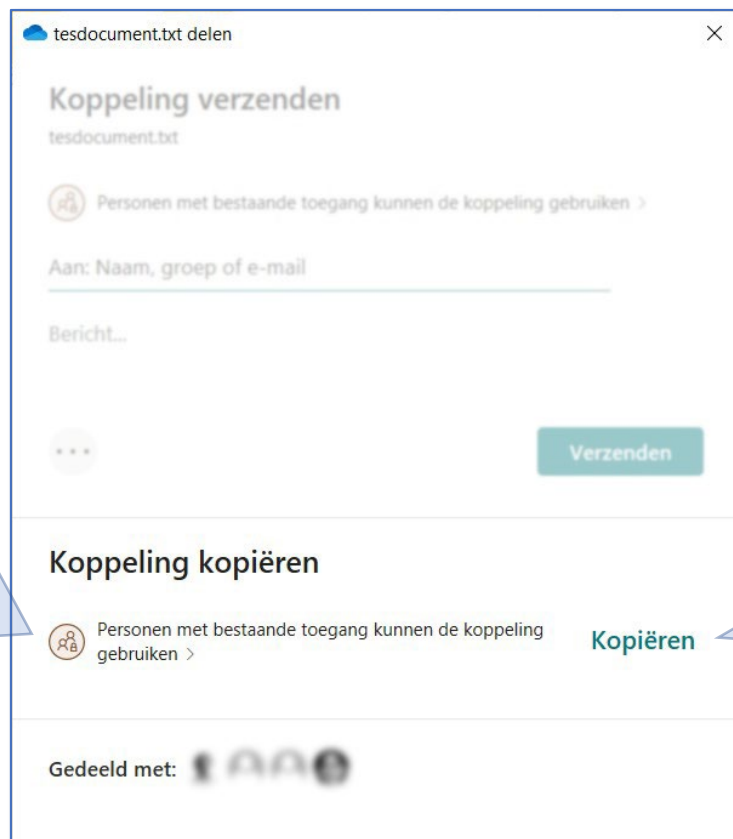 tesdocument.txt delen
Koppeling verzenden
tesdocument.txt
Personen met bestaande toegang kunnen de koppeling gebruiken >
Aan: Naam, groep of e-mail
Bericht...
Verzenden
Koppeling kopiëren
Personen met bestaande toegang kunnen de koppeling
gebruiken >
Kopiëren
Gedeeld met: